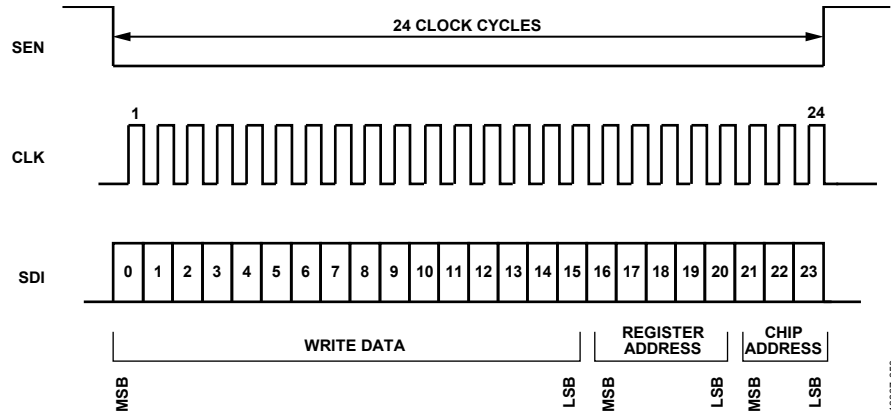 24 CLOCK CYCLES
SEN
1
24
CLK
SDI
0 1 2 3 4 5 6 7 8 9 10 11 12 13 14 15 16 17 18 19 20 21 22 23
WRITE DATA
REGISTER
ADDRESS
CHIP
ADDRESS
MSB
LSB
MSB
LSB
MSB
LSB